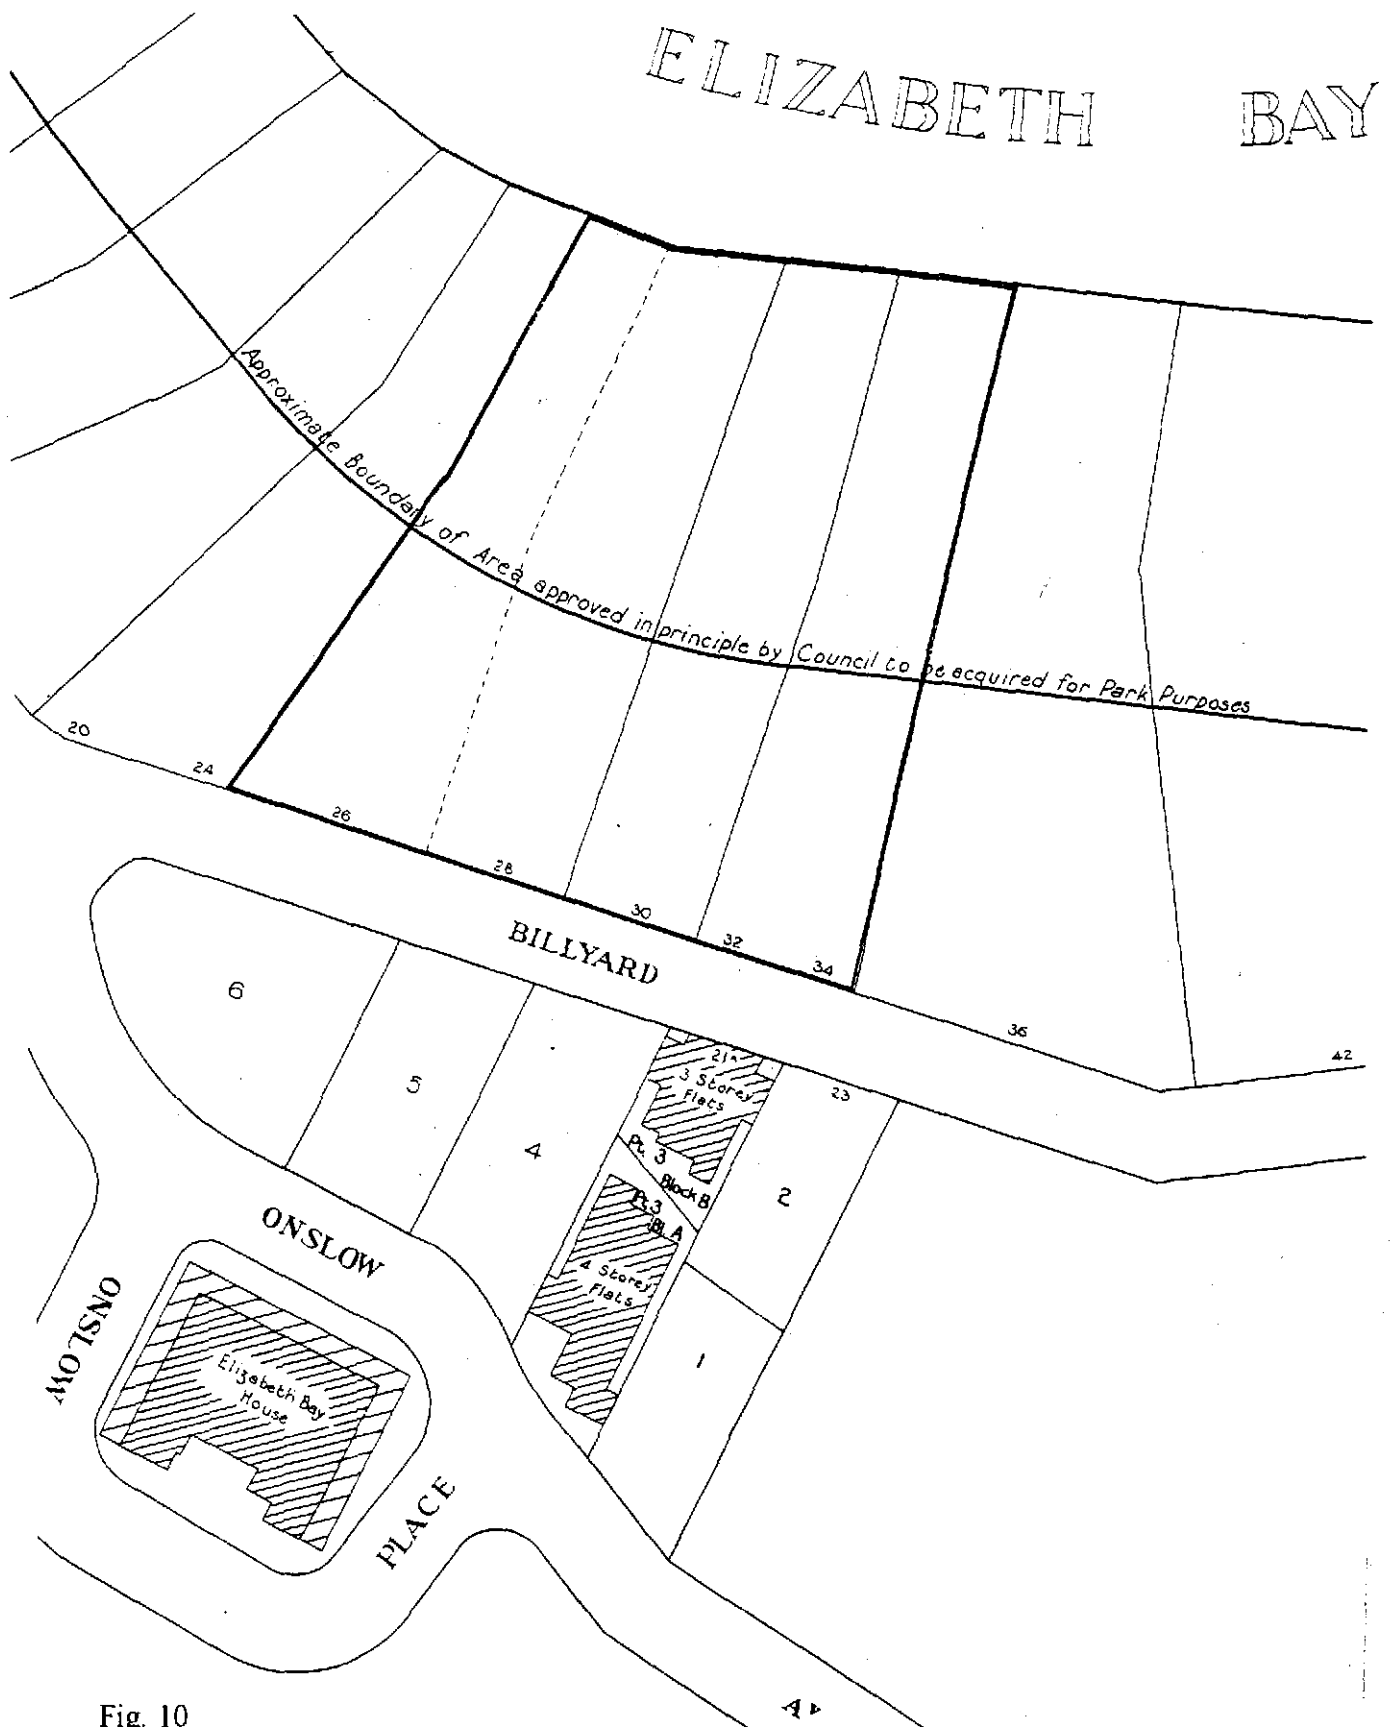 ELIZABETH BAY
Approximate Boundary of Area approved in principle by Council to be acquired for Park Purposes
20
24
26
28
30
32
34
36
42
BILLYARD
6
5
4
21A
3 Storey
Flats
23
Pt. 3
Block B
Pt. 3
Bl. A
2
4 Storey
Flats
1
ONSLOW
ONSLOW
Elizabeth Bay
House
PLACE
AV
Fig. 10